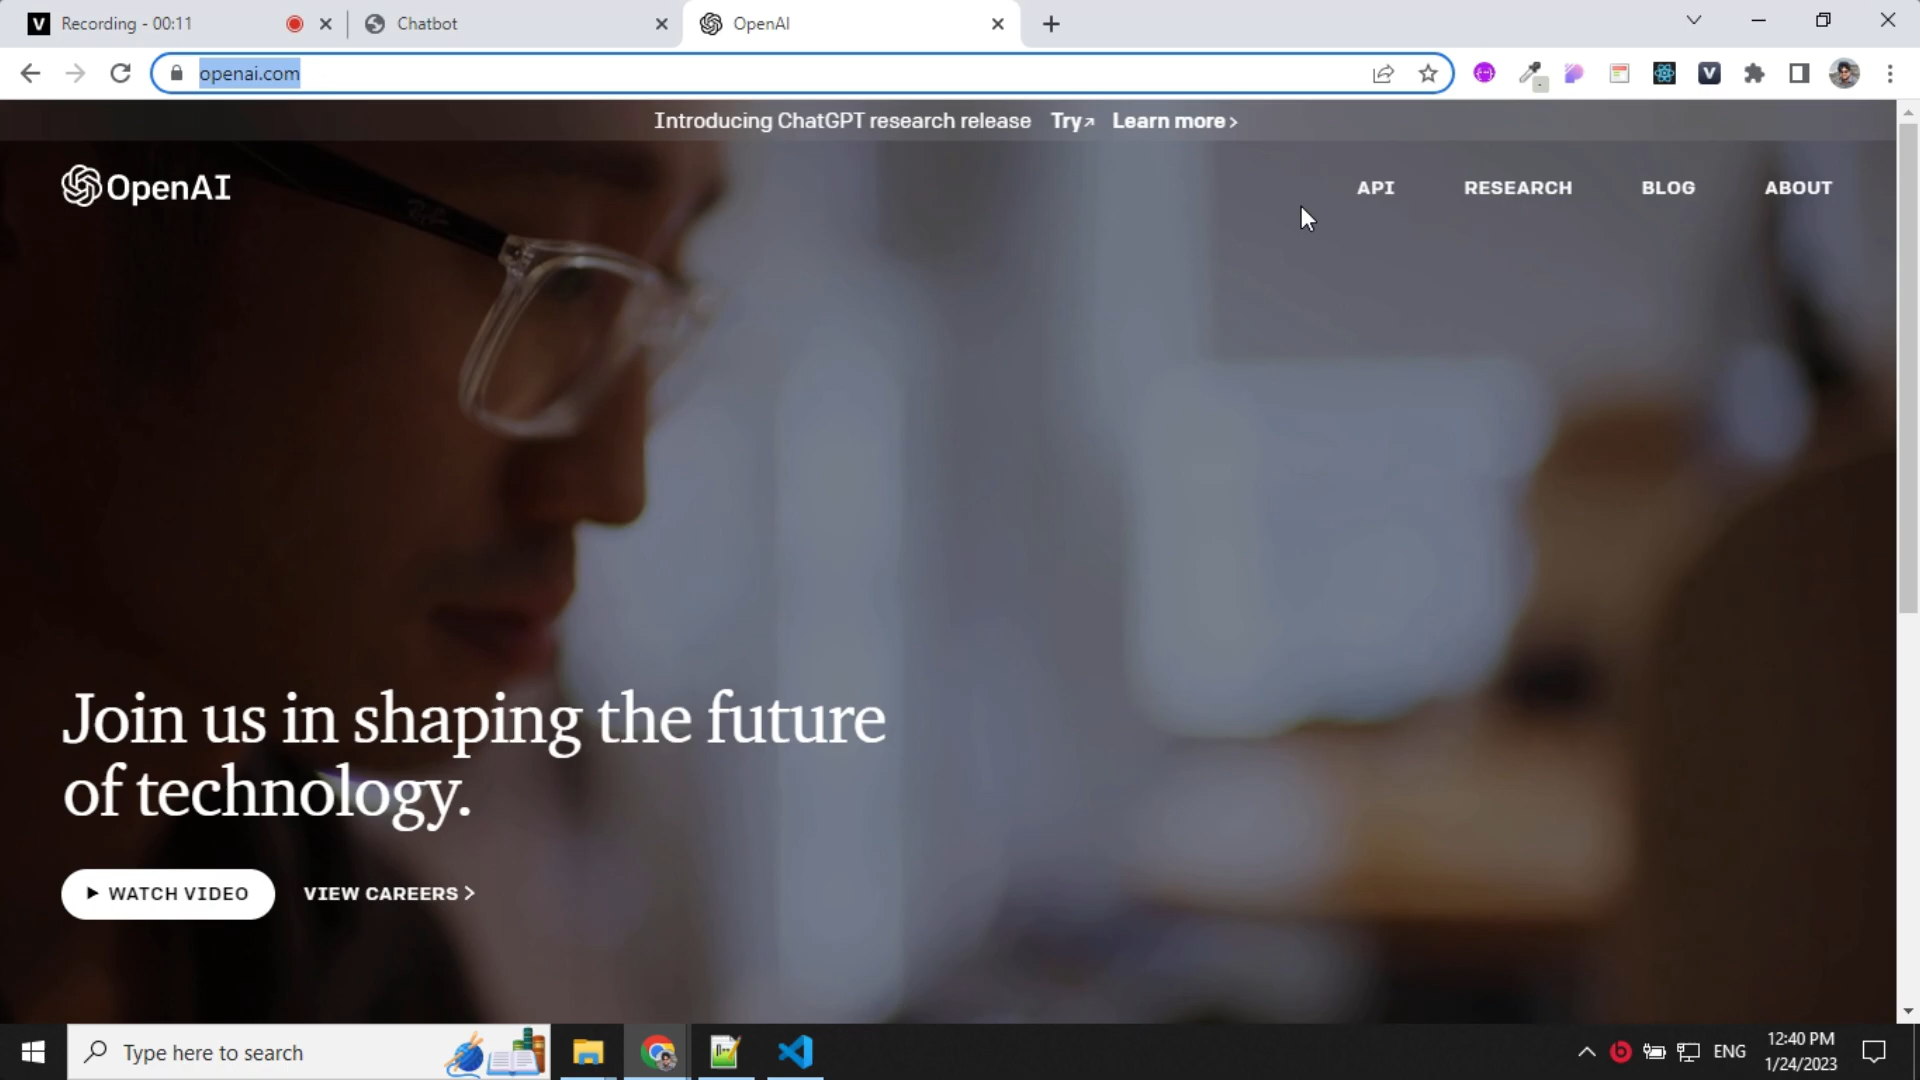 Recording - 00:11
Chatbot
OpenAI
openai.com
Introducing ChatGPT research release Try↗ Learn more >
OpenAI
API RESEARCH BLOG ABOUT
Join us in shaping the future
of technology.
WATCH VIDEO
VIEW CAREERS >
Type here to search
ENG
12:40 PM
1/24/2023